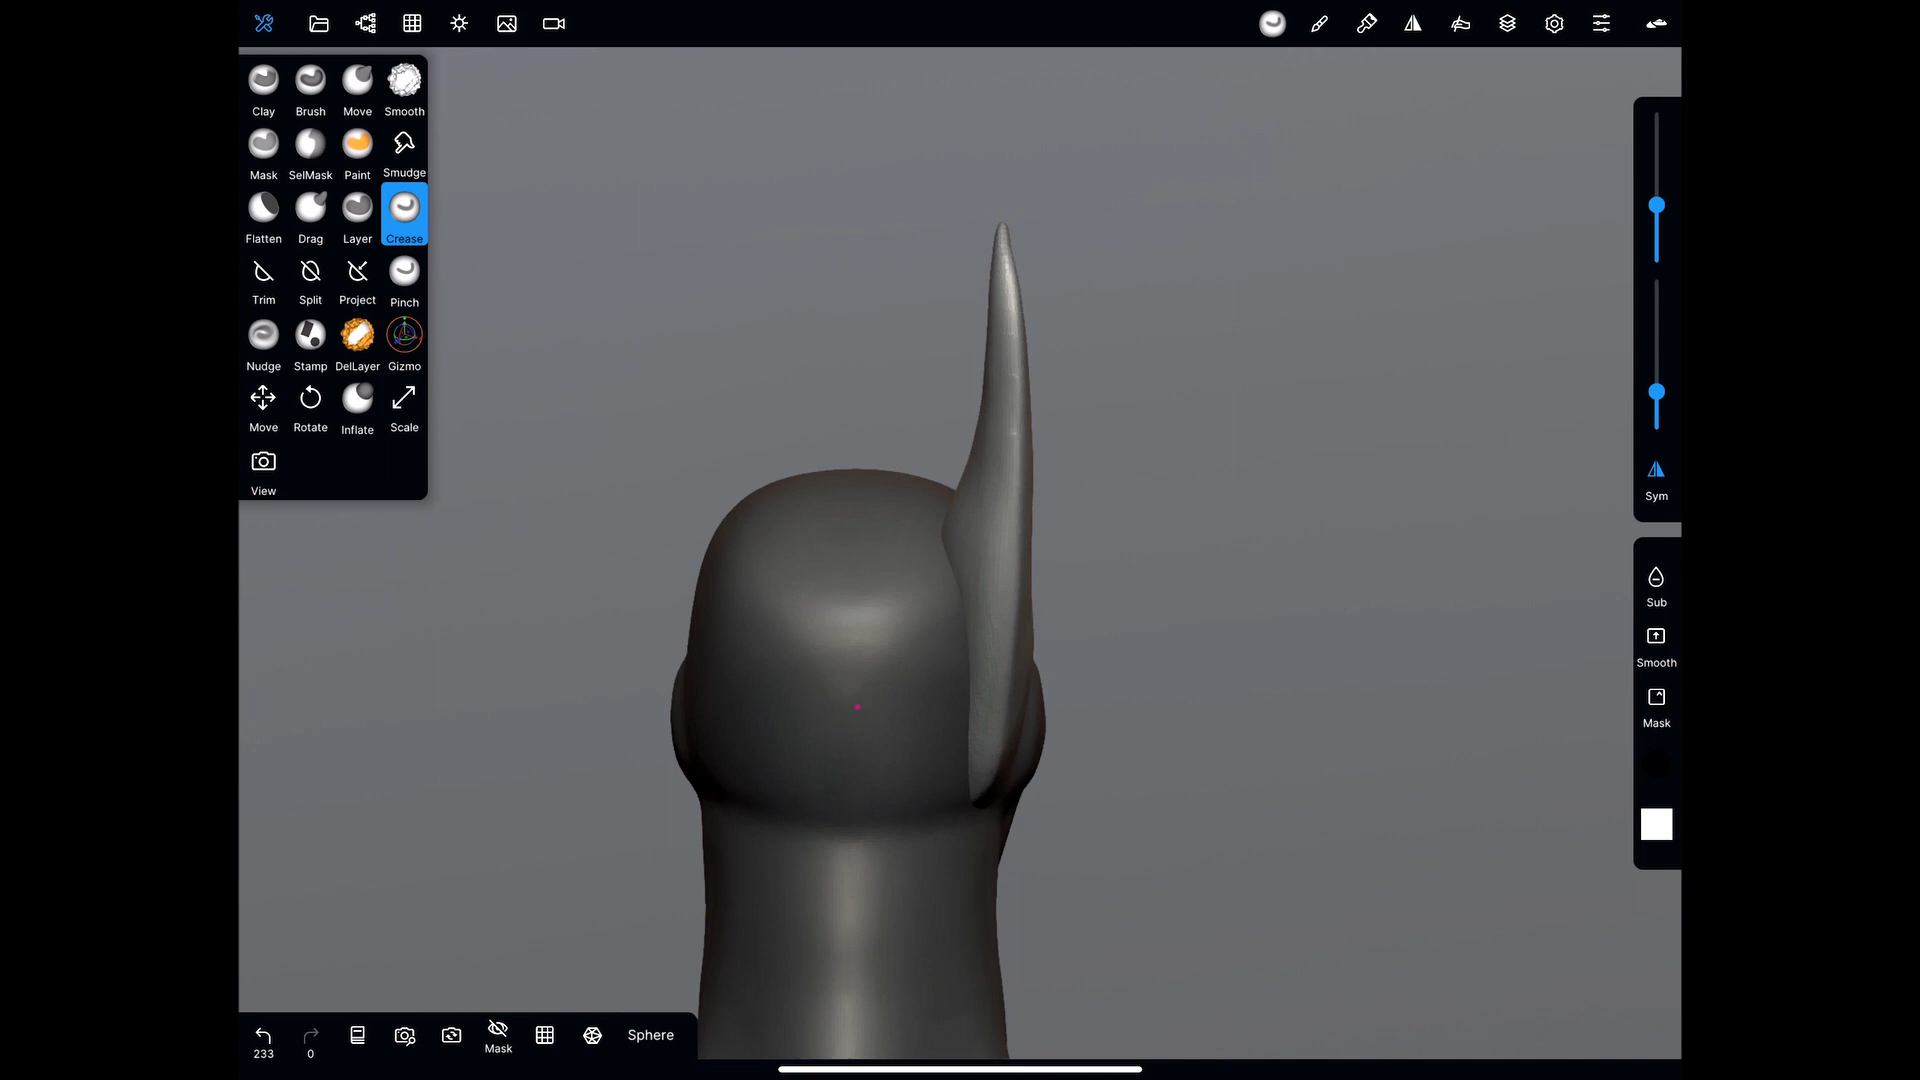 Clay Brush Move Smooth
Mask SelMask Paint Smudge
Flatten Drag Layer Crease
Trim Split Project Pinch
Nudge Stamp DelLayer Gizmo
Move Rotate Inflate Scale
View
Sym
Sub
Smooth
Mask
233 0 Mask Sphere